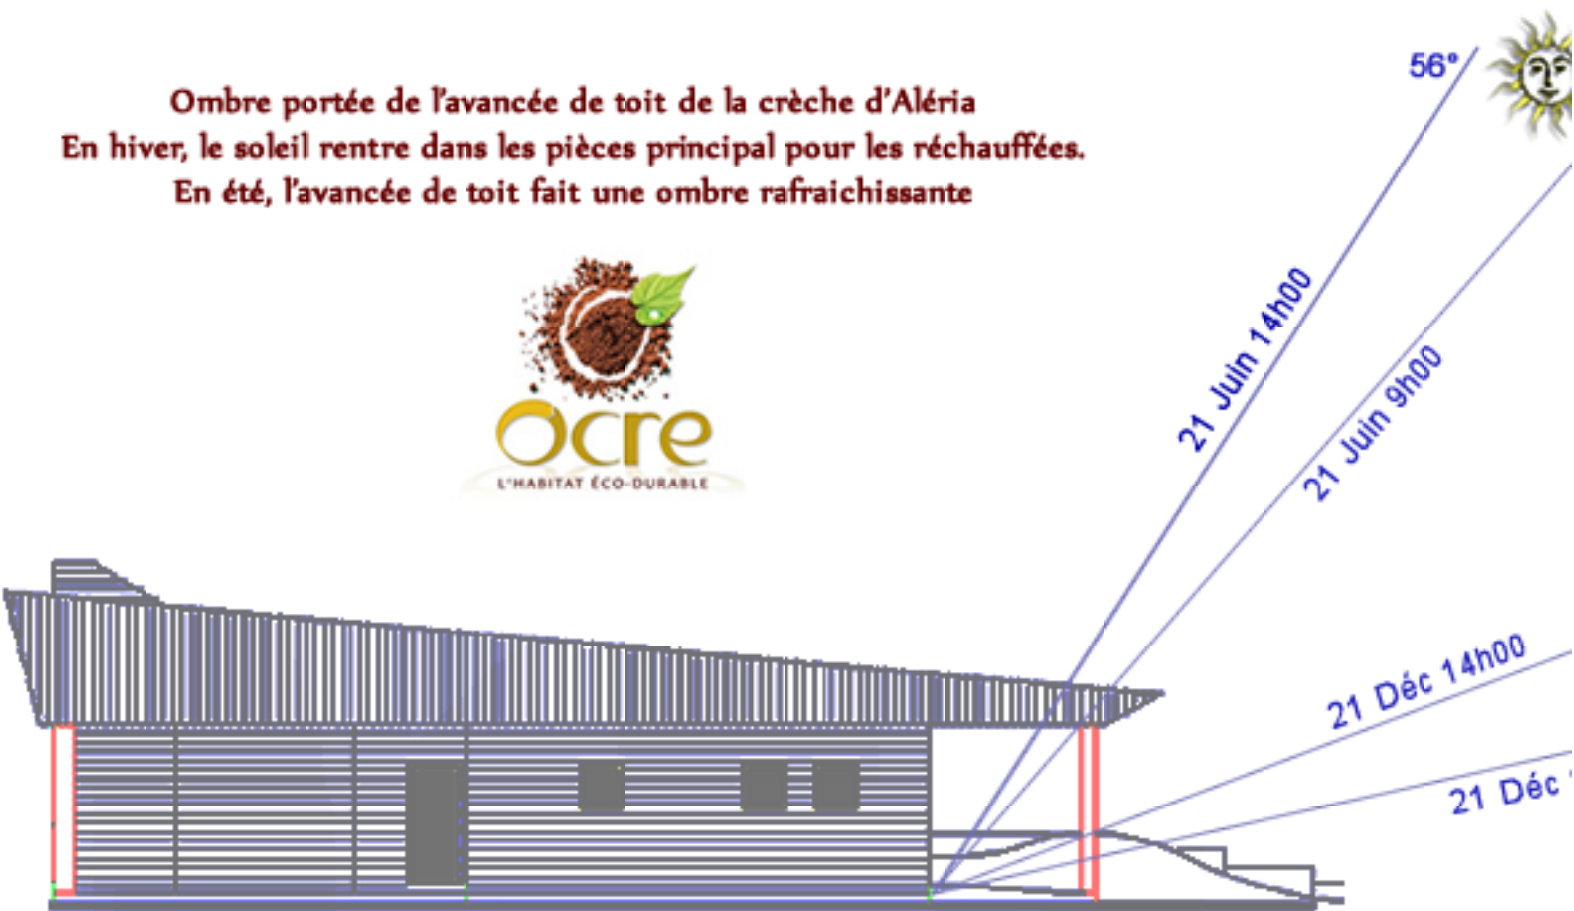 56°
Ombre portée de l'avancée de toit de la crèche d'Aléria
En hiver, le soleil rentre dans les pièces principal pour les réchauffées.
En été, l'avancée de toit fait une ombre rafraichissante
Ocre
L'HABITAT ÉCO-DURABLE
21 Juin 14h00
21 Juin 9h00
21 Déc 14h00
21 Déc